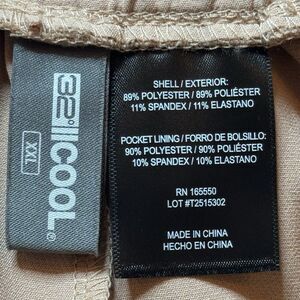 32°||COOL®
XXL
SHELL / EXTERIOR:
89% POLYESTER / 89% POLIÉSTER
11% SPANDEX / 11% ELASTANO
POCKET LINING / FORRO DE BOLSILLO:
90% POLYESTER / 90% POLIÉSTER
10% SPANDEX / 10% ELASTANO
RN 165550
LOT #T2515302
MADE IN CHINA
HECHO EN CHINA